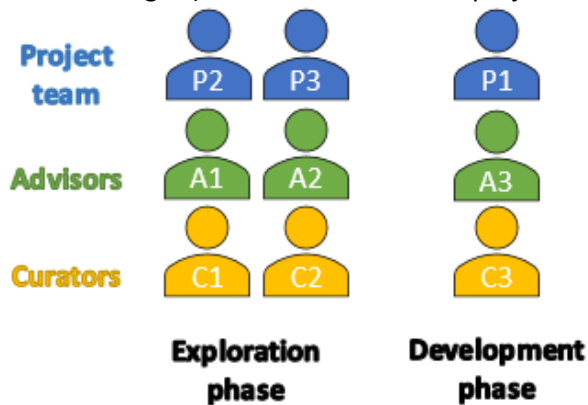 Project team
P2 P3 P1
Advisors
A1 A2 A3
Curators
C1 C2 C3
Exploration phase
Development phase